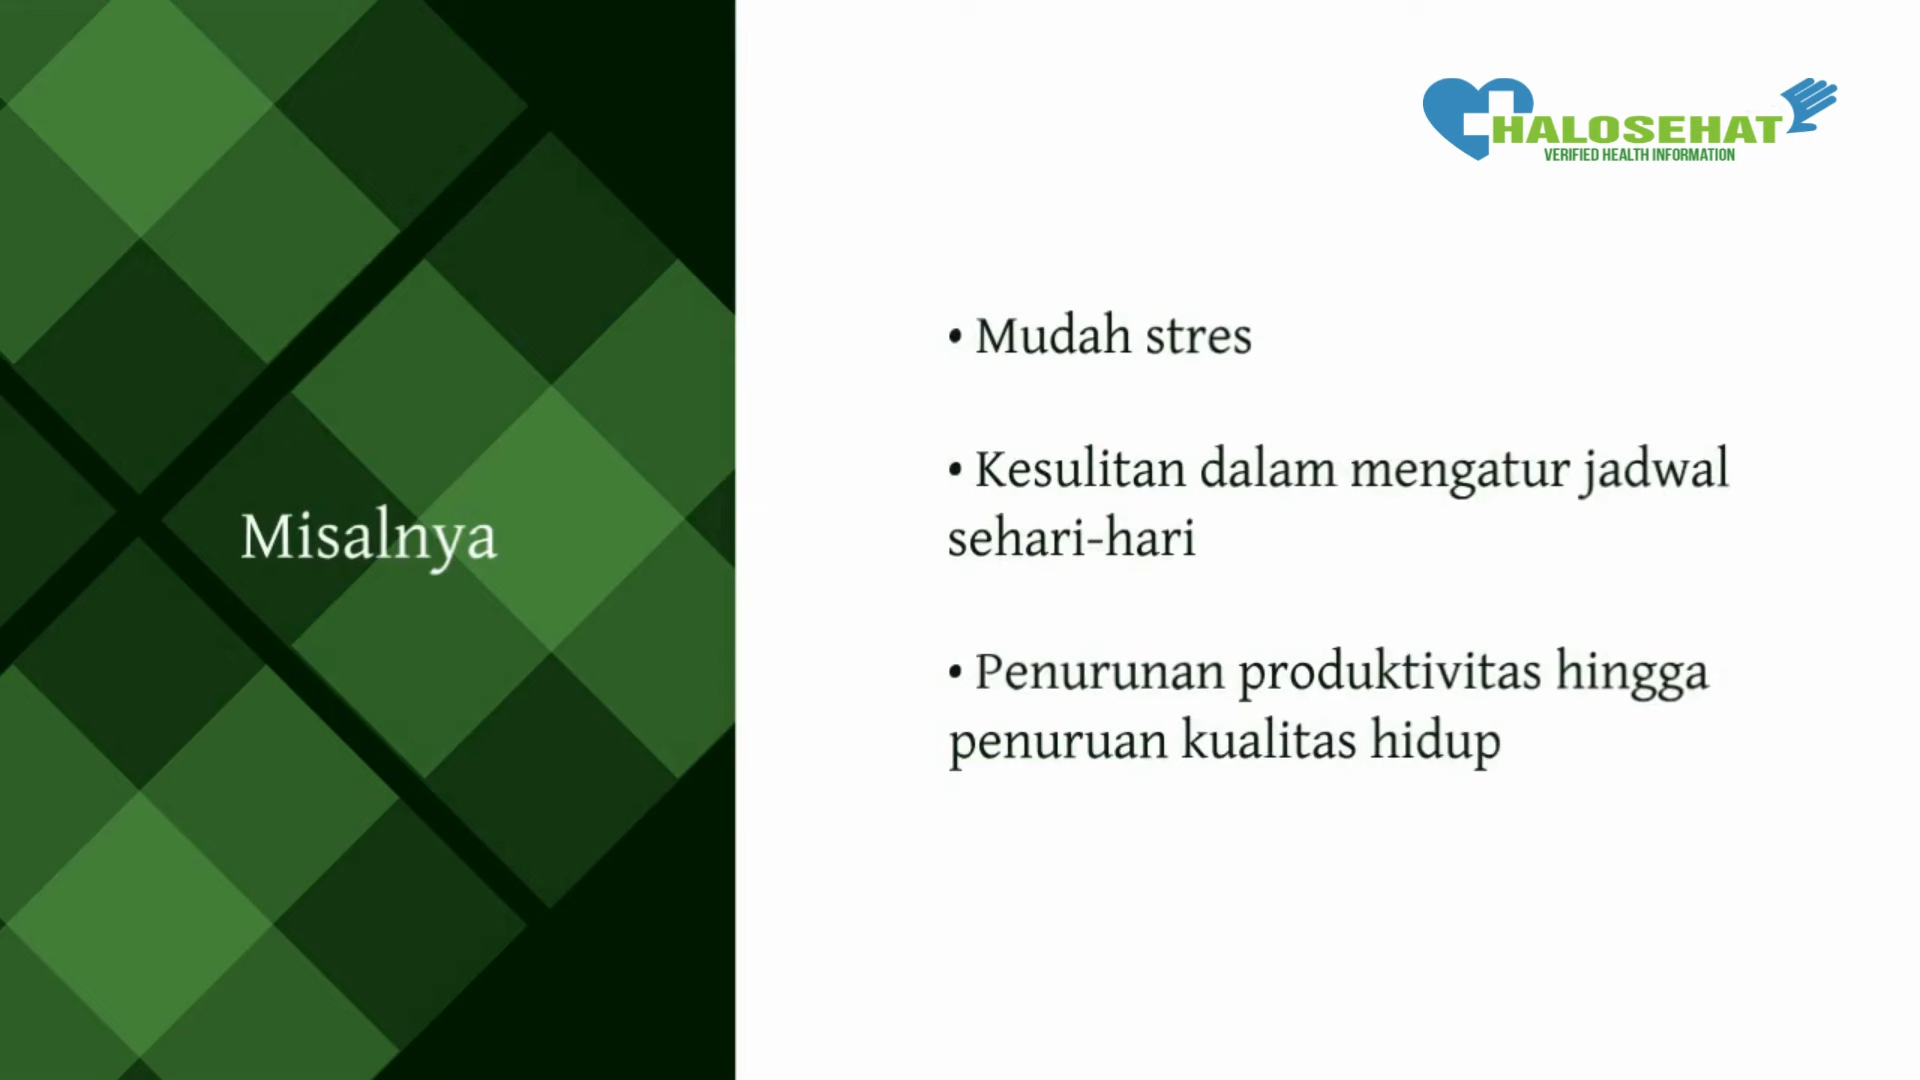 HALOSEHAT
VERIFIED HEALTH INFORMATION
Misalnya
• Mudah stres
• Kesulitan dalam mengatur jadwal
sehari-hari
• Penurunan produktivitas hingga
penuruan kualitas hidup